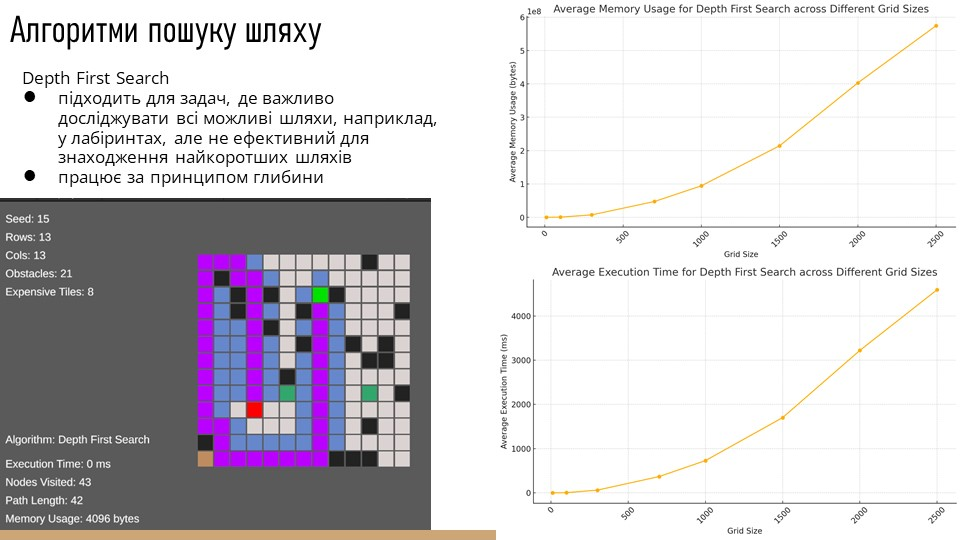 Алгоритми пошуку шляху
Depth First Search
● підходить для задач, де важливо
досліджувати всі можливі шляхи, наприклад,
у лабіринтах, але не ефективний для
знаходження найкоротших шляхів
● працює за принципом глибини
Seed: 15
Rows: 13
Cols: 13
Obstacles: 21
Expensive Tiles: 8
Algorithm: Depth First Search
Execution Time: 0 ms
Nodes Visited: 43
Path Length: 42
Memory Usage: 4096 bytes
Average Memory Usage for Depth First Search across Different Grid Sizes
1e8
Average Memory Usage (bytes)
6
5
4
3
2
1
0
0 500 1000 1500 2000 2500
Grid Size
Average Execution Time for Depth First Search across Different Grid Sizes
Average Execution Time (ms)
4000
3000
2000
1000
0
0 500 1000 1500 2000 2500
Grid Size